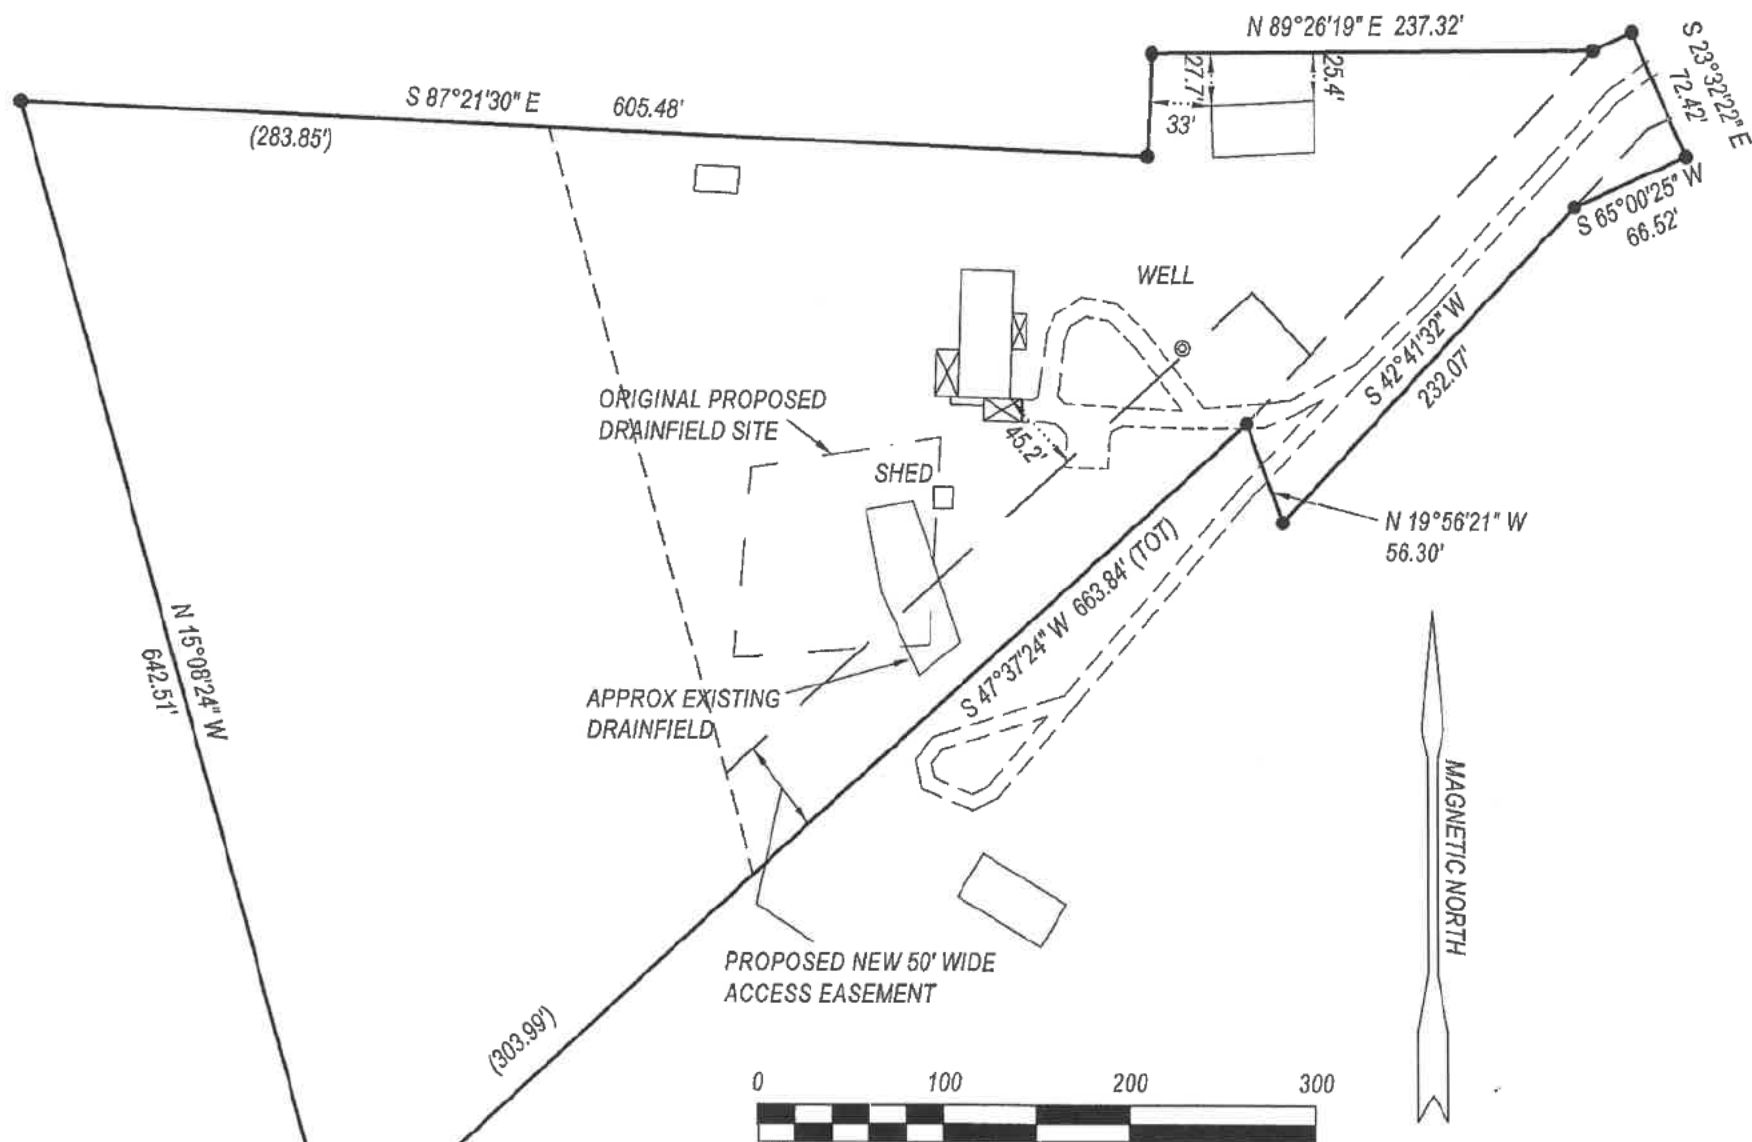 N 89°26'19" E 237.32'
S 23°32'22" E
72.42'
S 87°21'30" E 605.48'
(283.85')
27.7'
25.4'
33'
S 65°00'25" W
66.52'
WELL
S 42°41'32" W
232.07'
ORIGINAL PROPOSED
DRAINFIELD SITE
45.2'
SHED
N 19°56'21" W
56.30'
S 47°37'24" W 663.84' (TOT)
N 15°08'24" W
642.51'
APPROX EXISTING
DRAINFIELD
MAGNETIC NORTH
PROPOSED NEW 50' WIDE
ACCESS EASEMENT
(303.99')
0 100 200 300